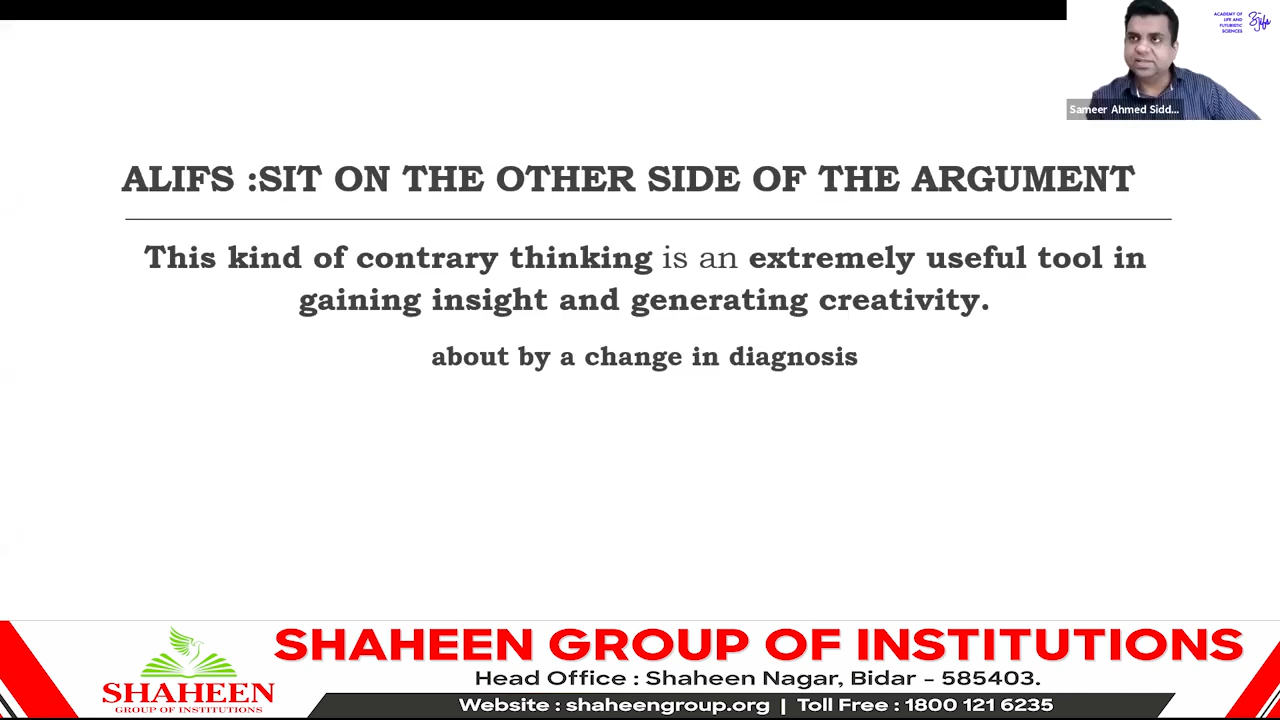 ACADEMY OF
LIFE AND
FUTURISTIC
SCIENCES
Sameer Ahmed Sidd...
ALIFS :SIT ON THE OTHER SIDE OF THE ARGUMENT
This kind of contrary thinking is an extremely useful tool in
gaining insight and generating creativity.
about by a change in diagnosis
SHAHEEN
GROUP OF INSTITUTIONS
SHAHEEN GROUP OF INSTITUTIONS
Head Office : Shaheen Nagar, Bidar - 585403.
Website : shaheengroup.org | Toll Free : 1800 121 6235